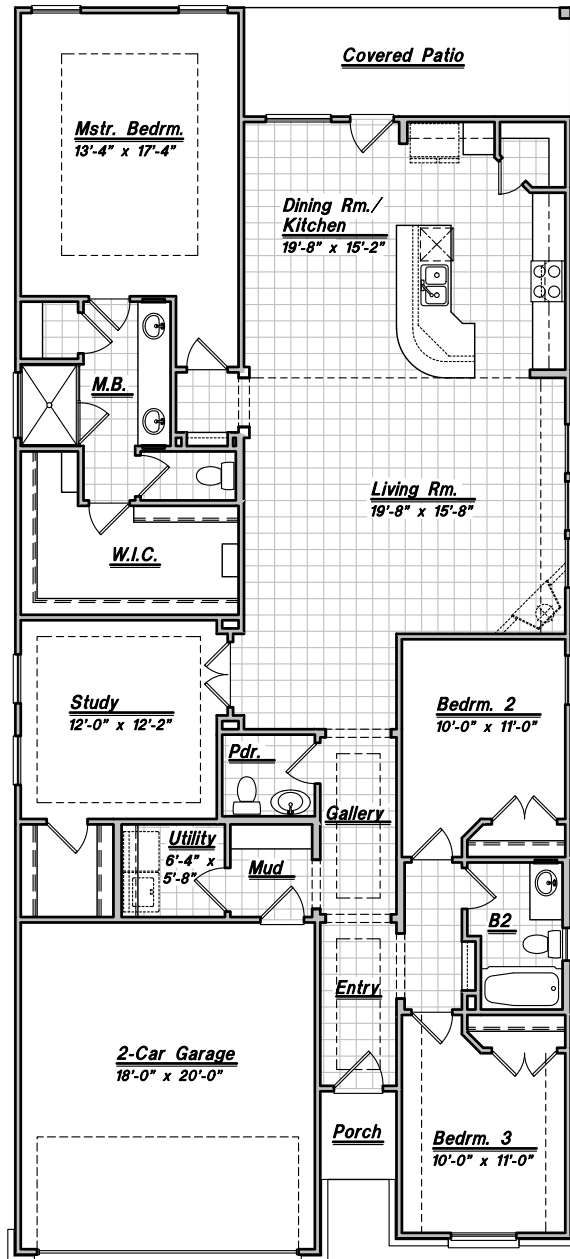 Covered Patio
Mstr. Bedrm.
13'-4" x 17'-4"
Dining Rm./
Kitchen
19'-8" x 15'-2"
M.B.
Living Rm.
19'-8" x 15'-8"
W.I.C.
Study
12'-0" x 12'-2"
Bedrm. 2
10'-0" x 11'-0"
Pdr.
Gallery
Utility
6'-4" x
5'-8"
Mud
B2
Entry
2-Car Garage
18'-0" x 20'-0"
Porch
Bedrm. 3
10'-0" x 11'-0"